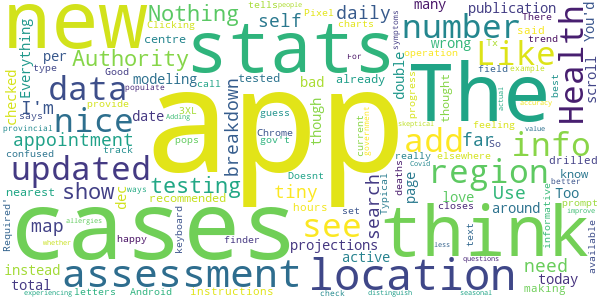 new
stats
app
The
cases
think
Nothing
number
Like
Health
Authority
self
daily
many
publication
Clicking
centre
tells
people
Pixel
charts
There
symptoms
You'd
Everything
data
per
modeling
tested
bad
already
double
wrong
said
Tx
trend
operation
best
field
scroll
I'm
checked
type
Good
populate
provincial
nice
date
says
3XL
Adding
call
though
guess
gov't
breakdown
Chrome
current
government
progress
example
For
thought
drilled
info
appointment
confused
track
pops
Doesnt
add
far
So
elsewhere
skeptical
actual
accuracy
updated
testing
nearest
recommended
dec
tiny
hours
see
region
really
page
deaths
Covid
value
know
better
Too
Use
around
love
closes
text
prompt
improve
informative
show
map
instead
total
Required'
allergies
ways
whether
happy
keyboard
finder
projections
active
set
search
Typical
distinguish
less
questions
need
today
making
available
assessment
location
experiencing
letters
Android
instructions
check
seasonal
provide